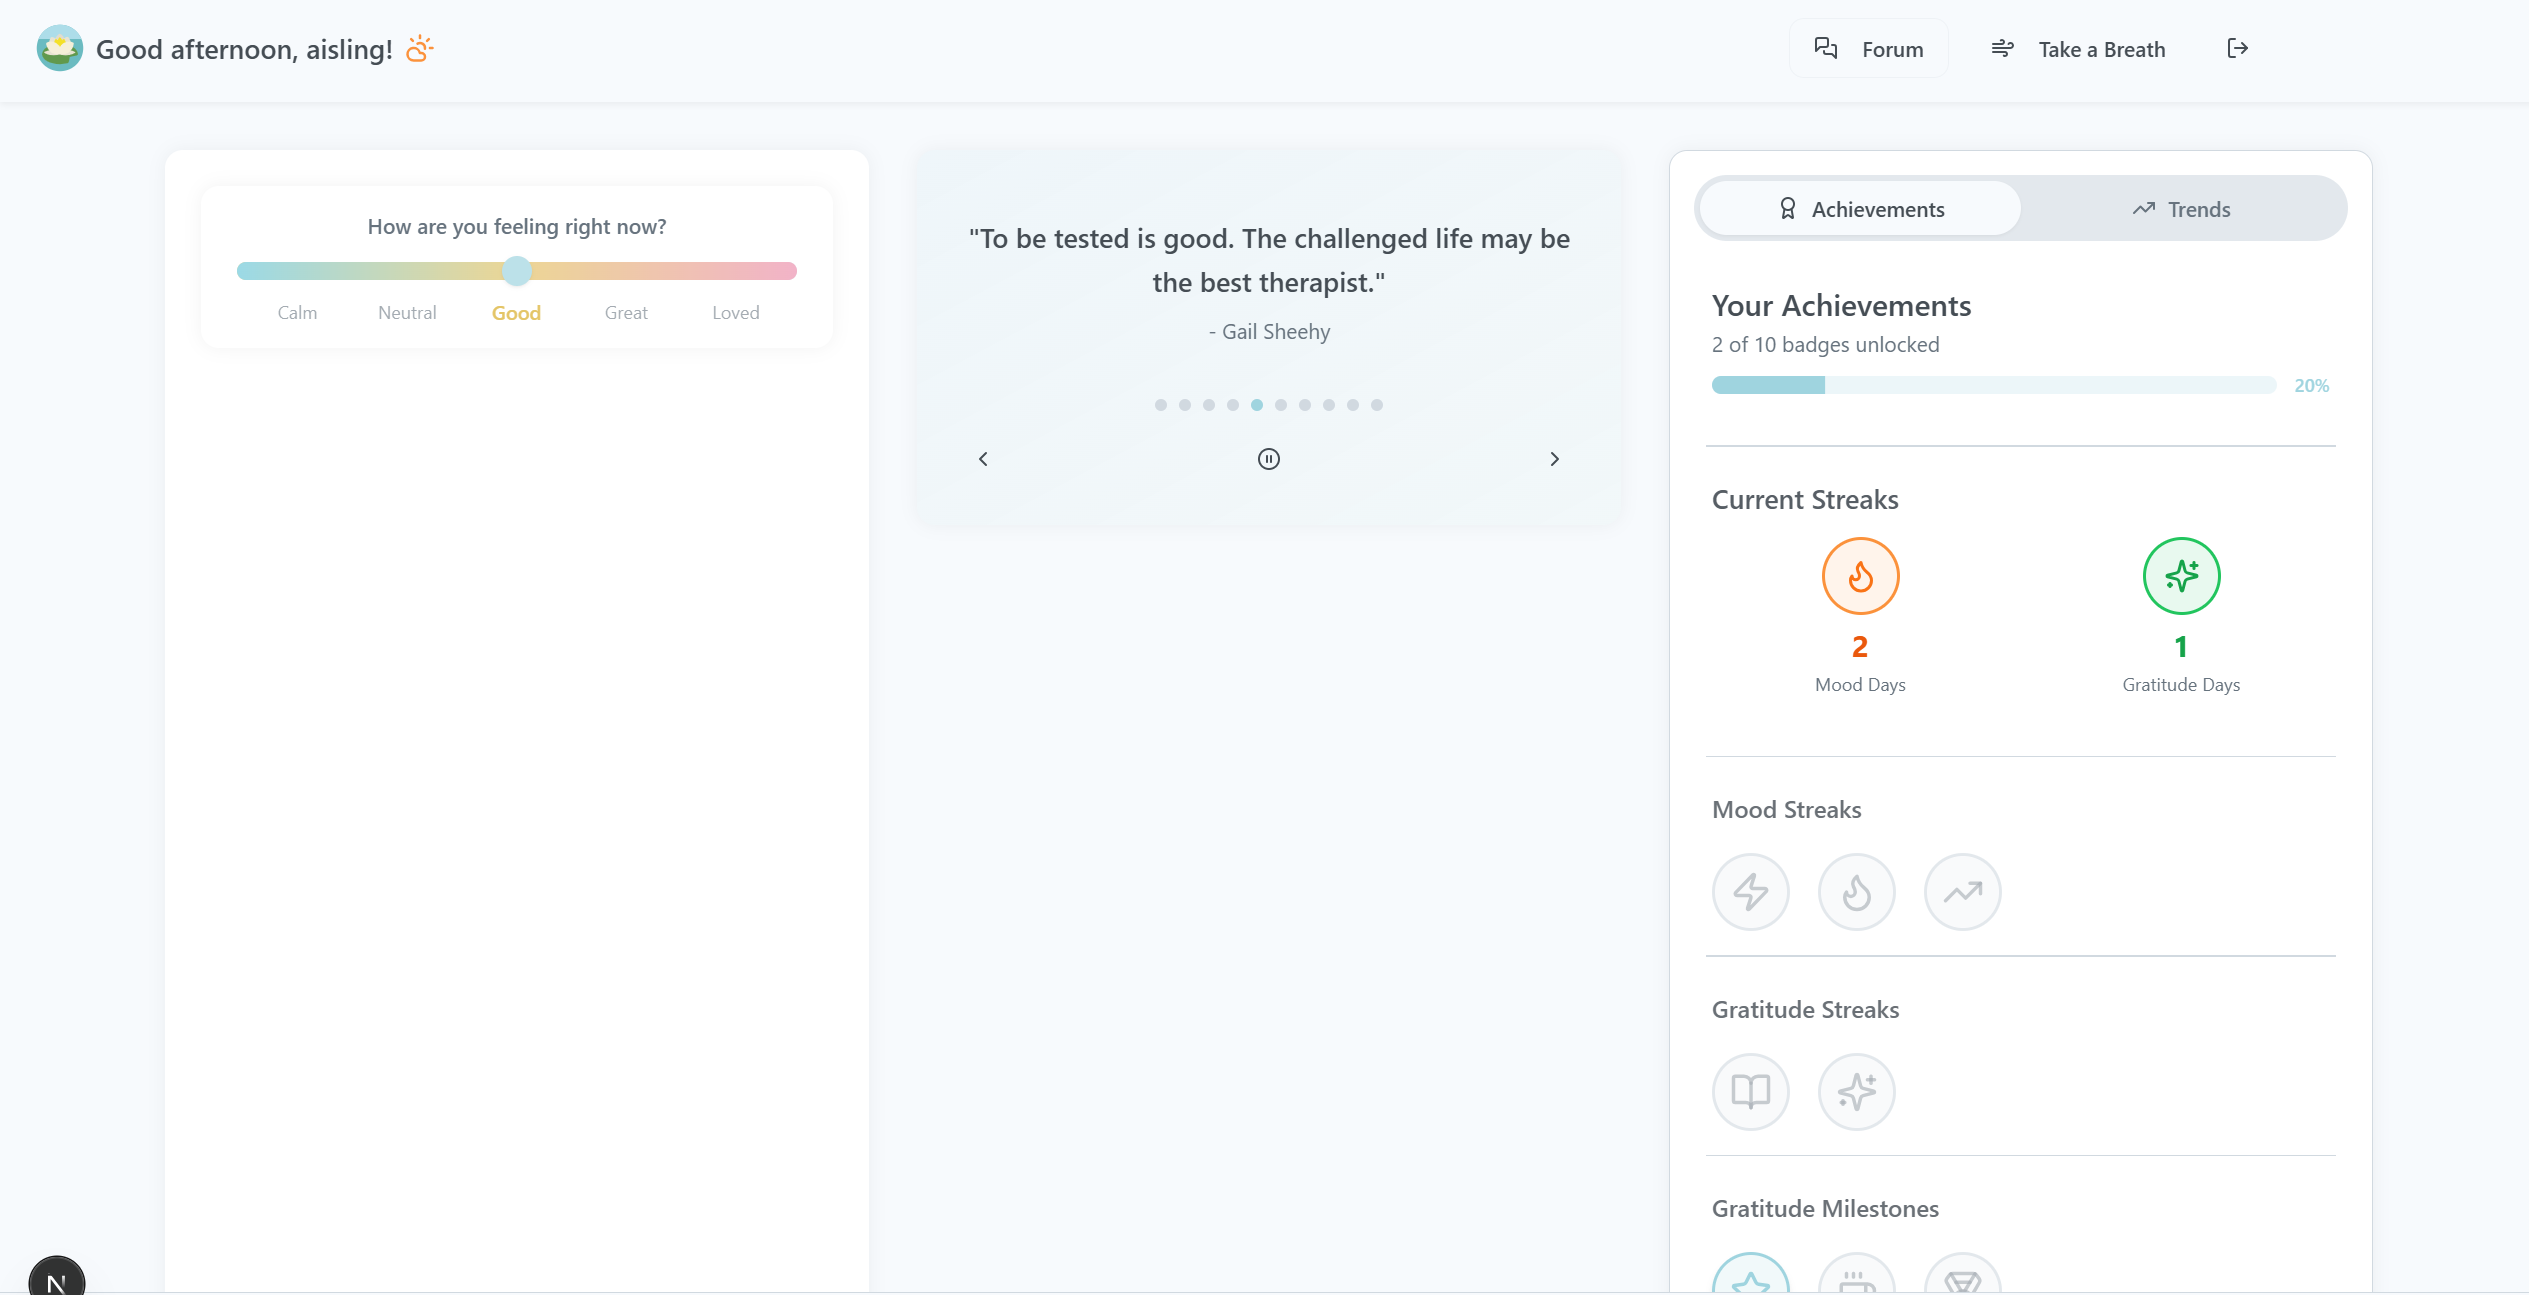 Good afternoon, aisling!
Forum
Take a Breath
How are you feeling right now?
Calm
Neutral
Good
Great
Loved
"To be tested is good. The challenged life may be
the best therapist."
- Gail Sheehy
Achievements
Trends
Your Achievements
2 of 10 badges unlocked
20%
Current Streaks
2
Mood Days
1
Gratitude Days
Mood Streaks
Gratitude Streaks
Gratitude Milestones
N